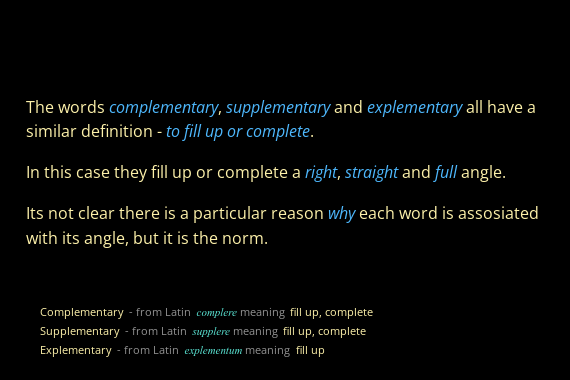 The words complementary, supplementary and explementary all have a
similar definition - to fill up or complete.
In this case they fill up or complete a right, straight and full angle.
Its not clear there is a particular reason why each word is assosiated
with its angle, but it is the norm.
Complementary - from Latin complere meaning fill up, complete
Supplementary - from Latin supplere meaning fill up, complete
Explementary - from Latin explementum meaning fill up